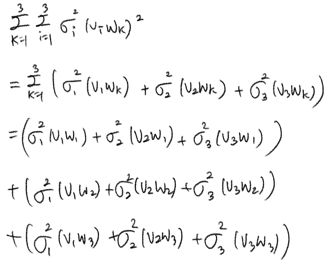 ∑_{k=1}^{3} ∑_{i=1}^{3} σ_i^2 (v_i w_k)^2
= ∑_{k=1}^{3} ( σ_1^2 (v_1 w_k) + σ_2^2 (v_2 w_k) + σ_3^2 (v_3 w_k) )
= ( σ_1^2 (v_1 w_1) + σ_2^2 (v_2 w_1) + σ_3^2 (v_3 w_1) )
+ ( σ_1^2 (v_1 w_2) + σ_2^2 (v_2 w_2) + σ_3^2 (v_3 w_2) )
+ ( σ_1^2 (v_1 w_3) + σ_2^2 (v_2 w_3) + σ_3^2 (v_3 w_3) )